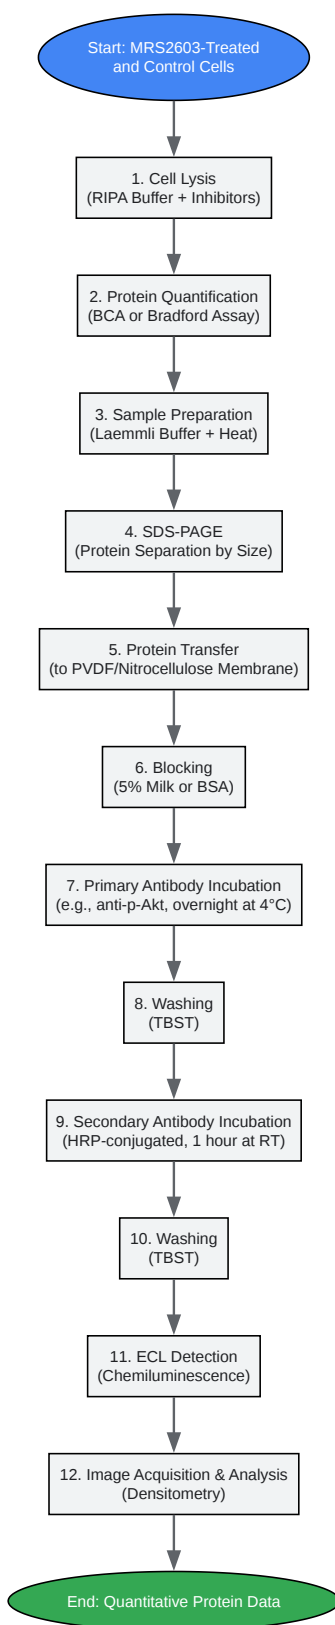 Start: MRS2603-Treated
and Control Cells
1. Cell Lysis
(RIPA Buffer + Inhibitors)
2. Protein Quantification
(BCA or Bradford Assay)
3. Sample Preparation
(Laemmli Buffer + Heat)
4. SDS-PAGE
(Protein Separation by Size)
5. Protein Transfer
(to PVDF/Nitrocellulose Membrane)
6. Blocking
(5% Milk or BSA)
7. Primary Antibody Incubation
(e.g., anti-p-Akt, overnight at 4°C)
8. Washing
(TBST)
9. Secondary Antibody Incubation
(HRP-conjugated, 1 hour at RT)
10. Washing
(TBST)
11. ECL Detection
(Chemiluminescence)
12. Image Acquisition & Analysis
(Densitometry)
End: Quantitative Protein Data